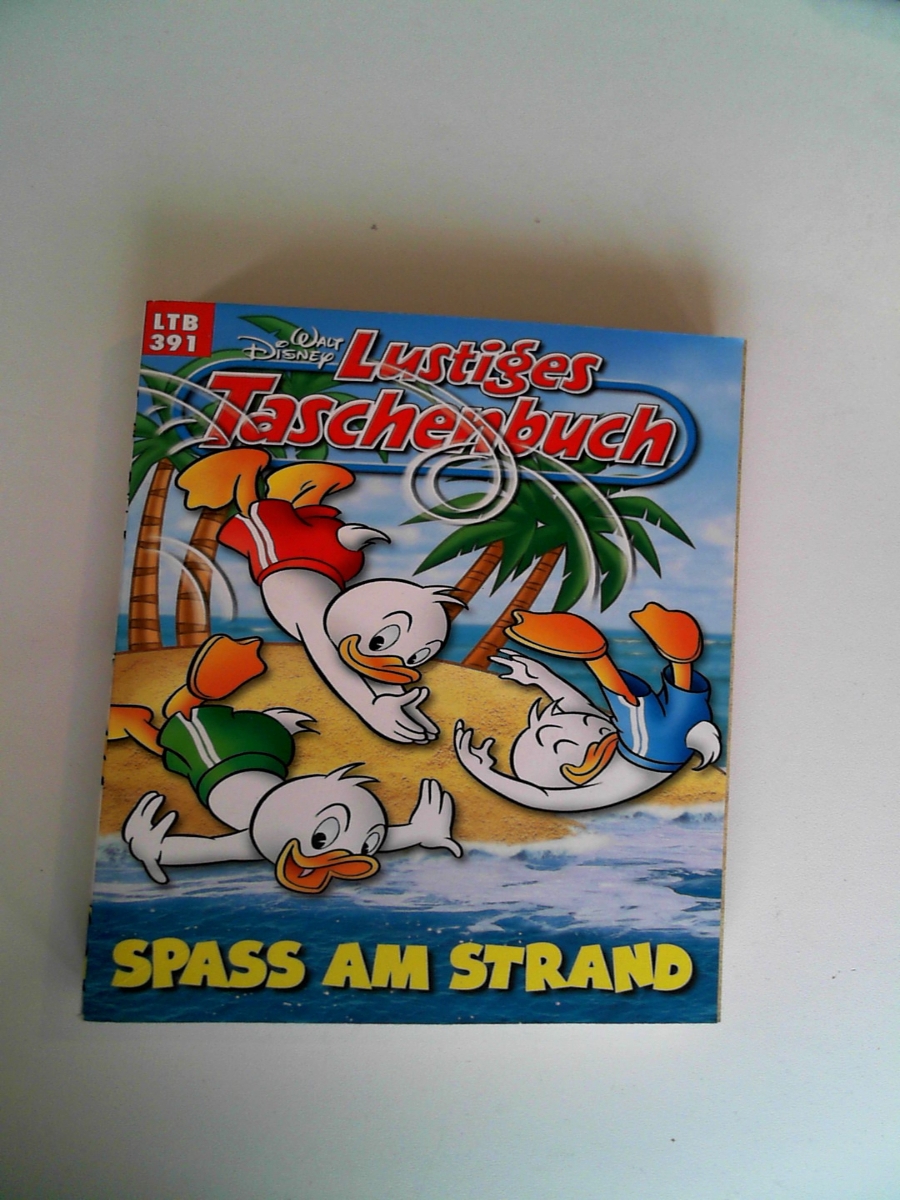 LTB
391
WALT
DISNEY
Lustiges
Taschenbuch
SPASS AM STRAND